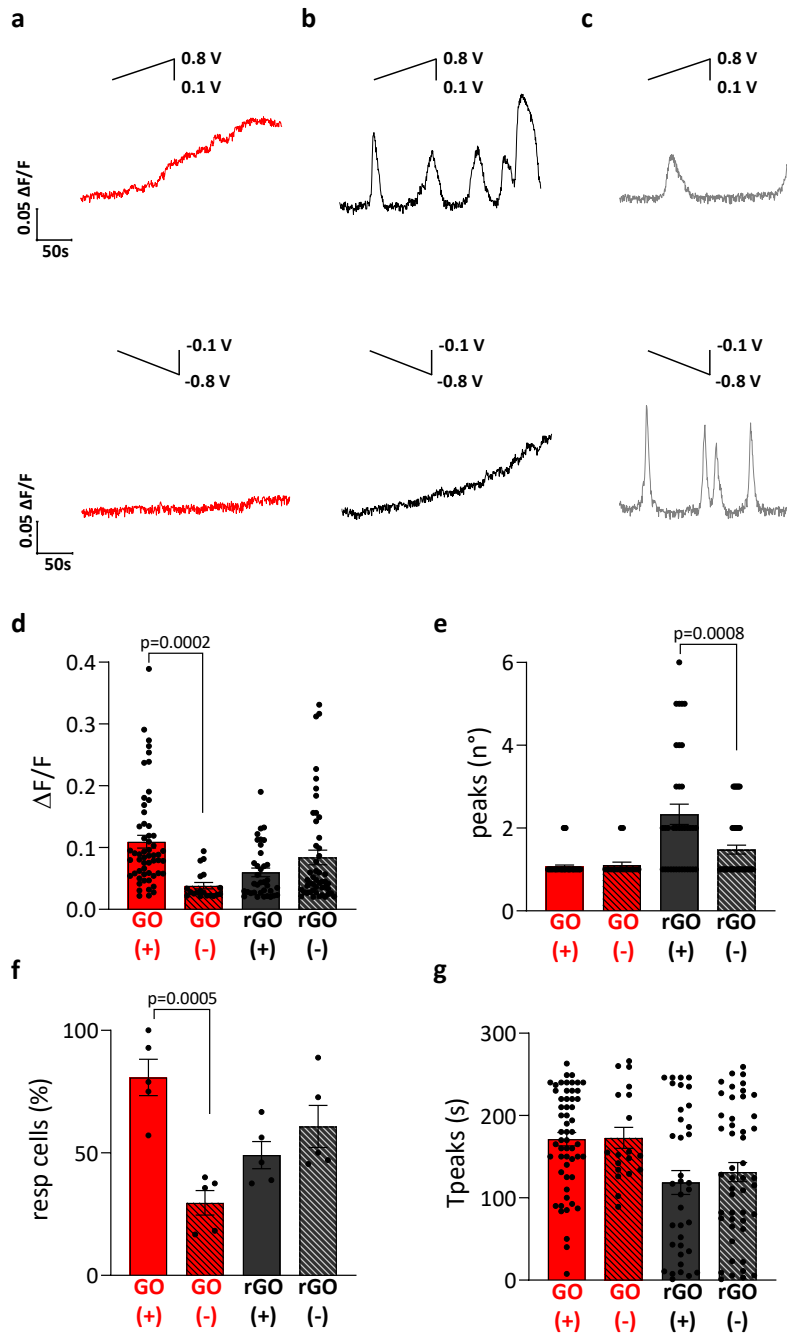 a
b
c
0.8 V
0.1 V
0.8 V
0.1 V
0.8 V
0.1 V
0.05 ΔF/F
50s
-0.1 V
-0.8 V
-0.1 V
-0.8 V
-0.1 V
-0.8 V
0.05 ΔF/F
50s
d
p=0.0002
0.4
0.3
0.2
0.1
0.0
ΔF/F
GO GO rGO rGO
(+) (-) (+) (-)
e
p=0.0008
6
4
2
0
peaks (n°)
GO GO rGO rGO
(+) (-) (+) (-)
f
p=0.0005
100
50
0
resp cells (%)
GO GO rGO rGO
(+) (-) (+) (-)
g
300
200
100
0
Tpeaks (s)
GO GO rGO rGO
(+) (-) (+) (-)